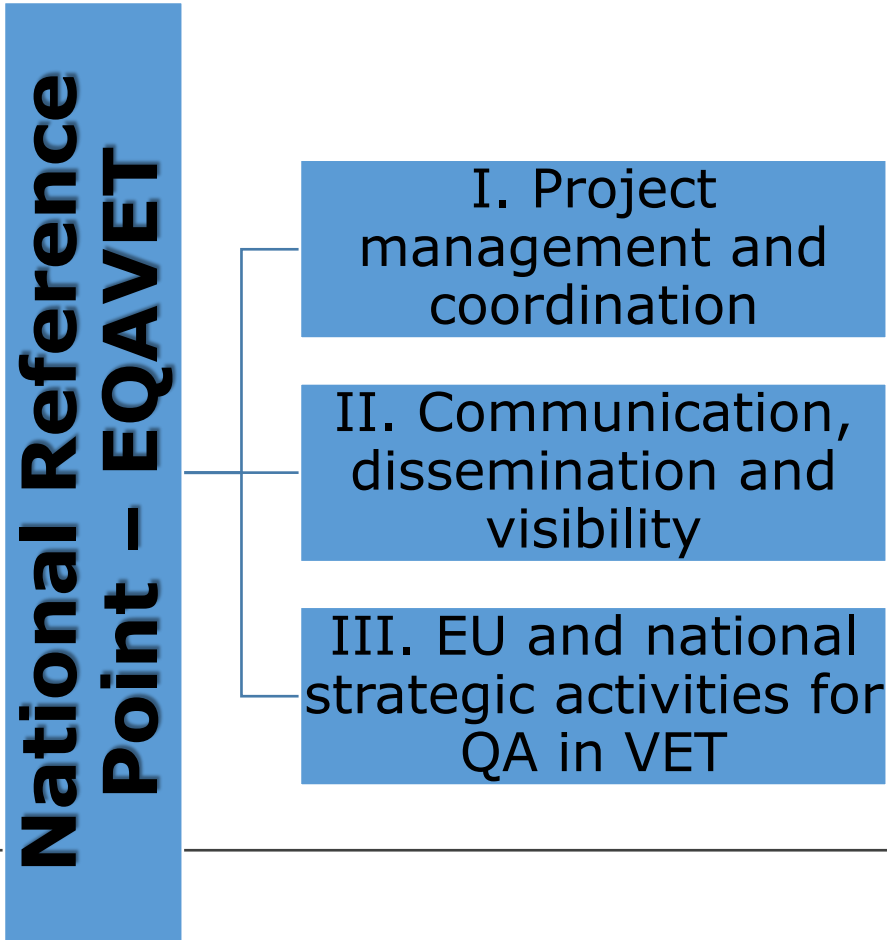 National Reference
Point – EQAVET
I. Project
management and
coordination
II. Communication,
dissemination and
visibility
III. EU and national
strategic activities for
QA in VET